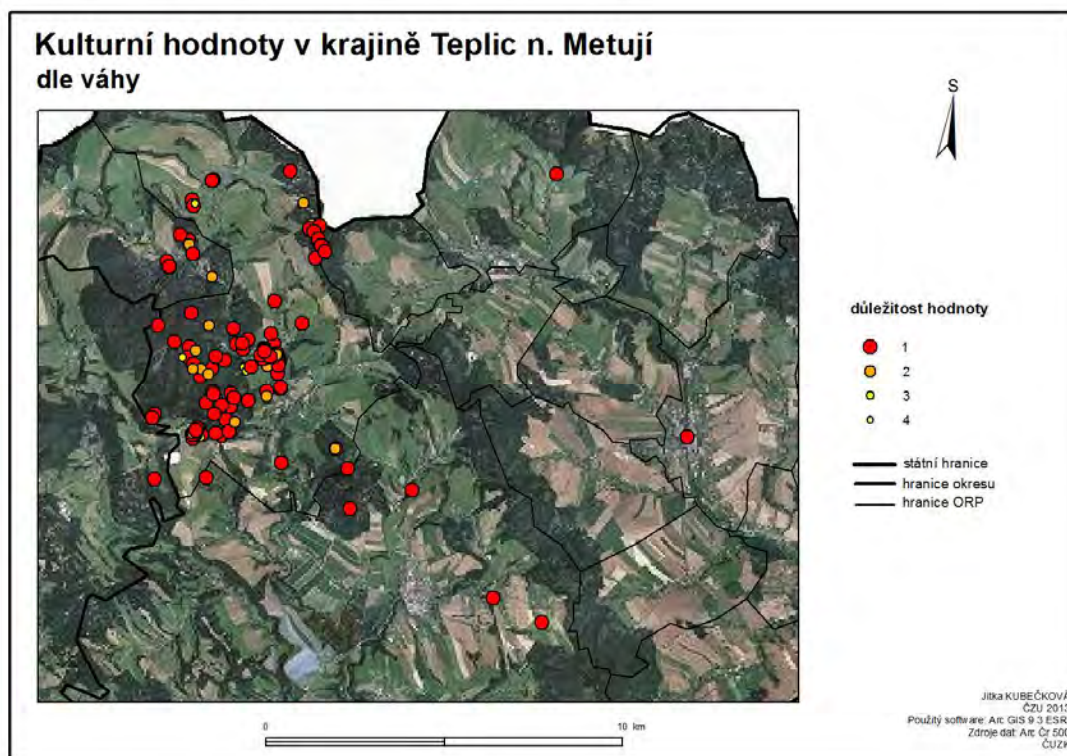 Kulturní hodnoty v krajině Teplic n. Metují
dle váhy
S
důležitost hodnoty
1
2
3
4
státní hranice
hranice okresu
hranice ORP
0
10 km
Jitka KUBEČKOVÁ
ČZU 2013
Použitý software: Arc GIS 9.3 ESRI
Zdroje dat: Arc Čr 500
ČUZK